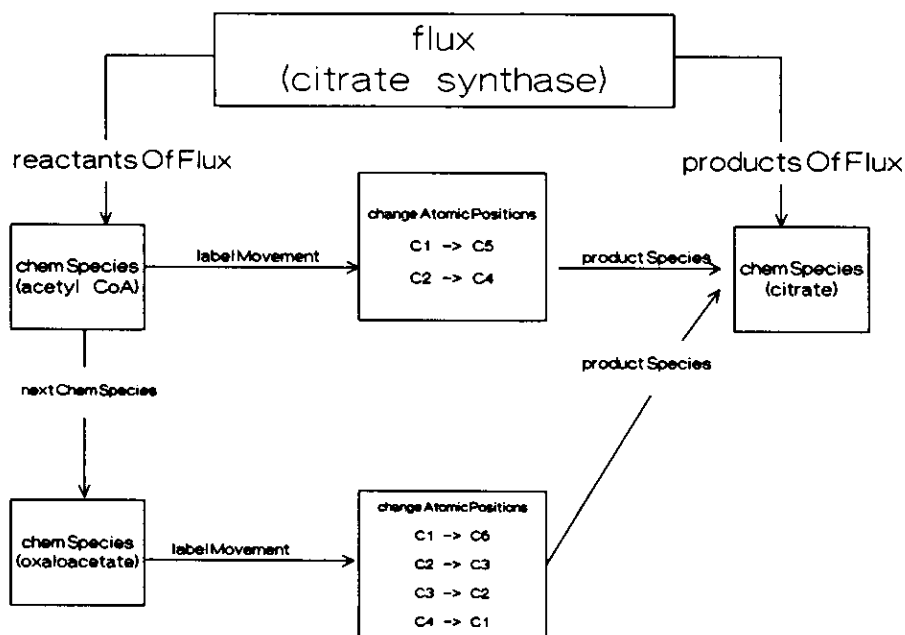 flux
(citrate synthase)
reactants Of Flux
products Of Flux
chem Species
(acetyl CoA)
label Movement
change Atomic Positions
C1 -> C5
C2 -> C4
product Species
chem Species
(citrate)
next Chem Species
product Species
chem Species
(oxaloacetate)
label Movement
change Atomic Positions
C1 -> C6
C2 -> C3
C3 -> C2
C4 -> C1